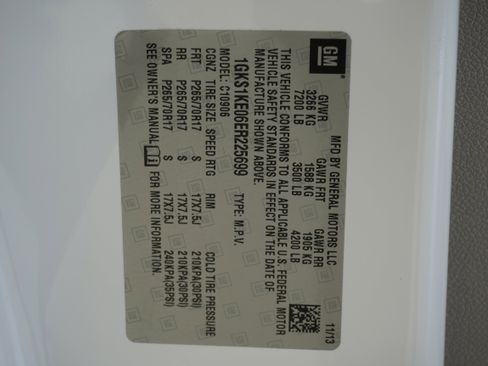 GM
MFD BY GENERAL MOTORS LLC
11/13
GVWR GAWR FRT GAWR RR
3266 KG 1588 KG 1905 KG
7200 LB 3500 LB 4200 LB
THIS VEHICLE CONFORMS TO ALL APPLICABLE U.S. FEDERAL MOTOR
VEHICLE SAFETY STANDARDS IN EFFECT ON THE DATE OF
MANUFACTURE SHOWN ABOVE.
1GKS1KE06ER225699 TYPE: M.P.V.
MODEL: C10906
CGNZ TIRE SIZE SPEED RTG RIM COLD TIRE PRESSURE
FRT P265/70R17 S 17X7.5J 210KPA(30PSI)
RR P265/70R17 S 17X7.5J 210KPA(30PSI)
SPA P265/70R17 S 17X7.5J 240KPA(35PSI)
SEE OWNER'S MANUAL FOR MORE INFORMATION.